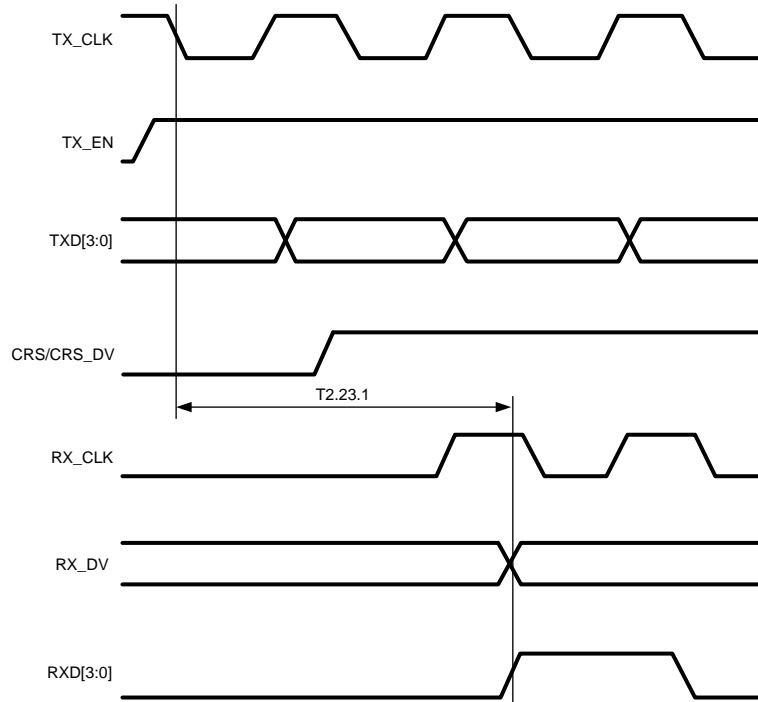 TX_CLK
TX_EN
TXD[3:0]
CRS/CRS_DV
T2.23.1
RX_CLK
RX_DV
RXD[3:0]